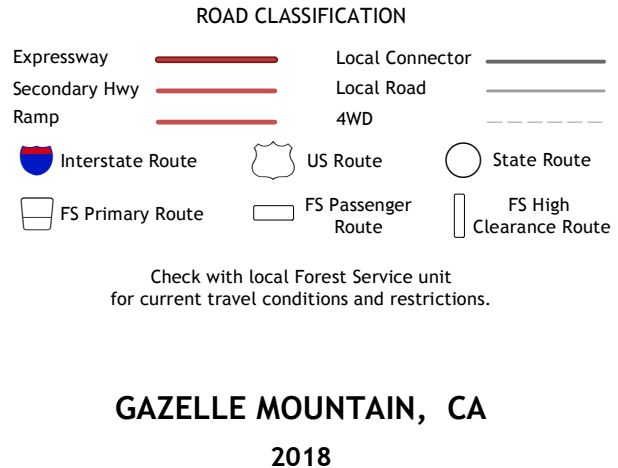 ROAD CLASSIFICATION
Expressway
Local Connector
Secondary Hwy
Local Road
Ramp
4WD
Interstate Route
US Route
State Route
FS Primary Route
FS Passenger
Route
FS High
Clearance Route
Check with local Forest Service unit
for current travel conditions and restrictions.
GAZELLE MOUNTAIN, CA
2018